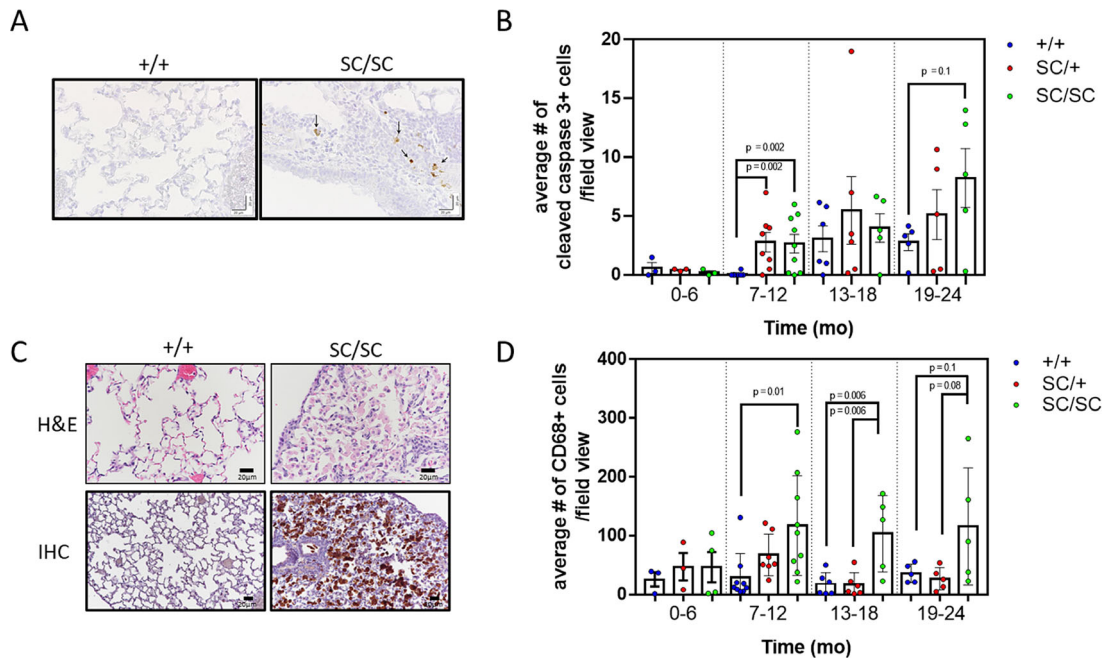 A
+/+
SC/SC
B
average # of
cleaved caspase 3+ cells
/field view
20
15
10
5
0
p = 0.002
p = 0.002
p = 0.1
0-6
7-12
13-18
19-24
Time (mo)
+/+
SC/+
SC/SC
C
+/+
SC/SC
H&E
20µm
20µm
IHC
D
average # of CD68+ cells
/field view
400
300
200
100
0
p = 0.01
p = 0.006
p = 0.006
p = 0.1
p = 0.08
0-6
7-12
13-18
19-24
Time (mo)
+/+
SC/+
SC/SC